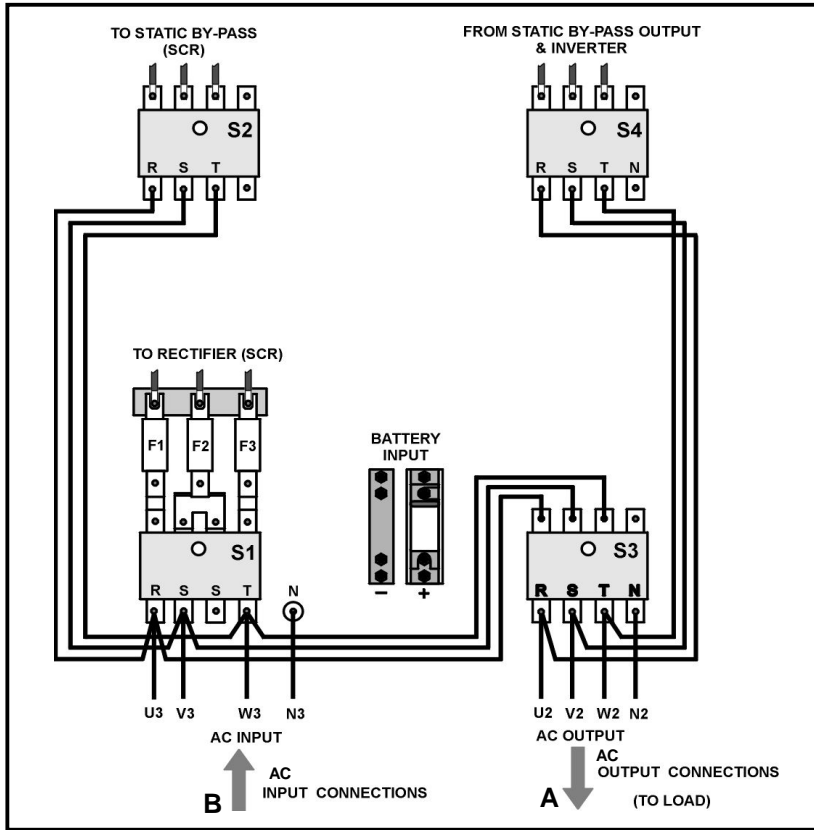 TO STATIC BY-PASS
(SCR)
FROM STATIC BY-PASS OUTPUT
& INVERTER
S2
R S T
S4
R S T N
TO RECTIFIER (SCR)
F1 F2 F3
BATTERY
INPUT
S1
R S S T N
- +
S3
R S T N
U3 V3 W3 N3
AC INPUT
AC
INPUT CONNECTIONS
B
U2 V2 W2 N2
AC OUTPUT
AC
OUTPUT CONNECTIONS
A
(TO LOAD)